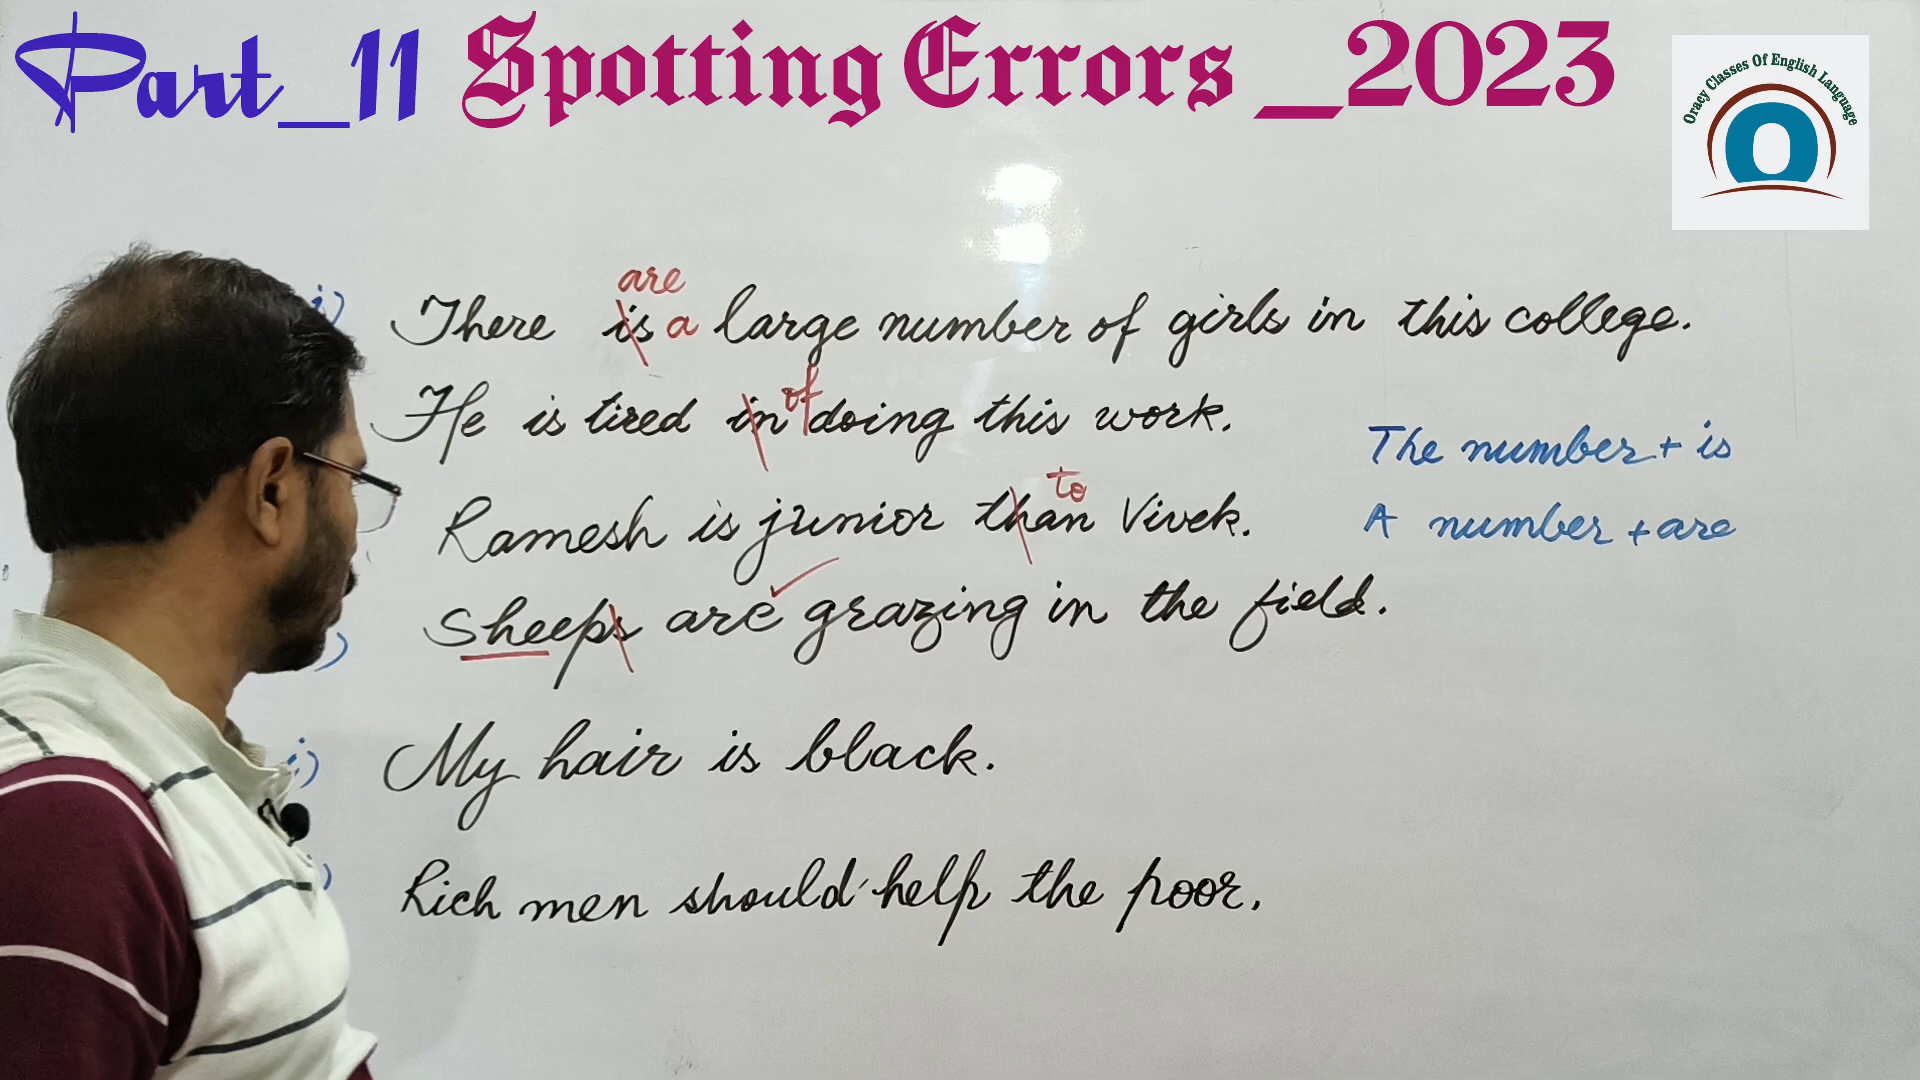 Part_11 Spotting Errors_2023
Oracy Classes Of English Language
O
are
i) There is a large number of girls in this college.
of
He is tired in doing this work.
The number + is
to
Ramesh is junior than Vivek.
A number + are
Sheeps are grazing in the field.
My hair is black.
Rich men should help the poor.